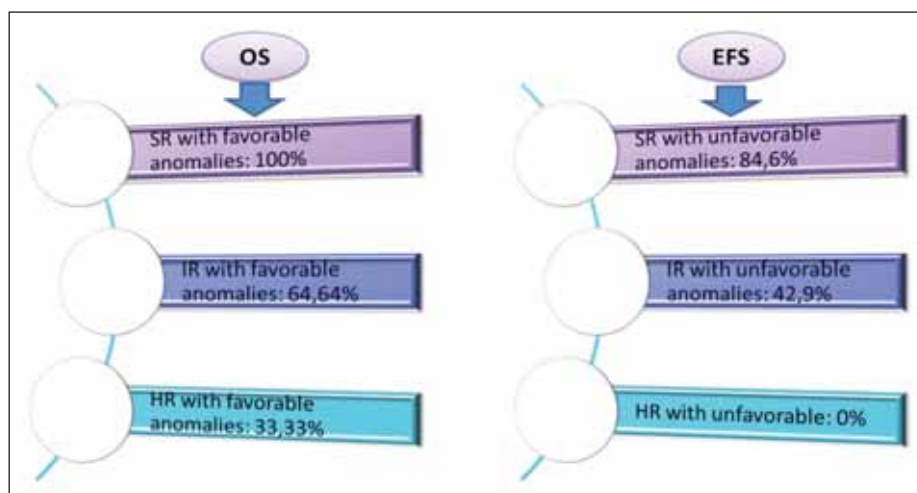 OS
SR with favorable
anomalies: 100%
IR with favorable
anomalies: 64,64%
HR with favorable
anomalies: 33,33%
EFS
SR with unfavorable
anomalies: 84,6%
IR with unfavorable
anomalies: 42,9%
HR with unfavorable: 0%